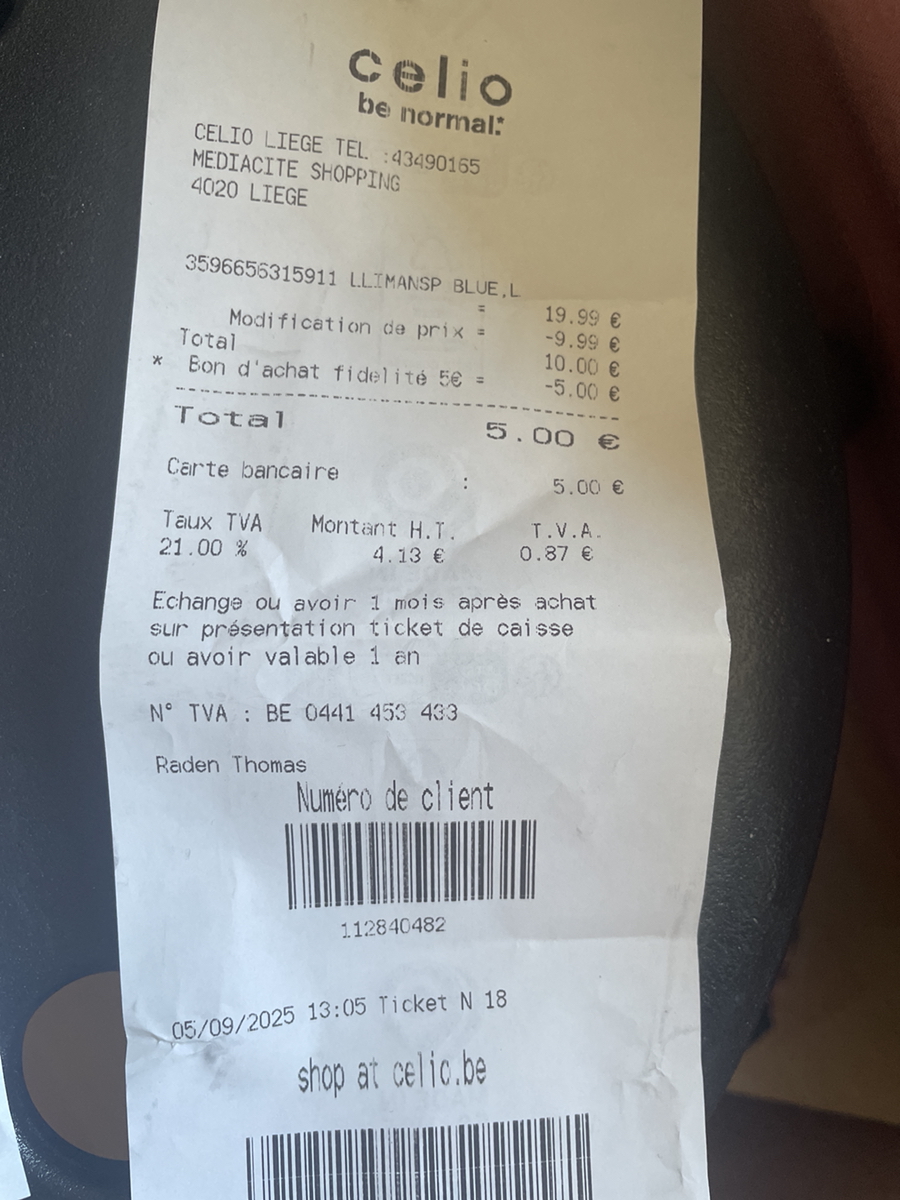 celio
be normal:
CELIO LIEGE TEL :43490165
MEDIACITE SHOPPING
4020 LIEGE
3596656315911 LLIMANSP BLUE,L
= 19.99 €
Modification de prix = -9.99 €
Total 10.00 €
* Bon d'achat fidelité 5€ = -5.00 €
Total 5.00 €
Carte bancaire : 5.00 €
Taux TVA Montant H.T. T.V.A.
21.00 % 4.13 € 0.87 €
Echange ou avoir 1 mois après achat
sur présentation ticket de caisse
ou avoir valable 1 an
N° TVA : BE 0441 453 433
Raden Thomas
Numéro de client
112840482
05/09/2025 13:05 Ticket N 18
shop at celio.be